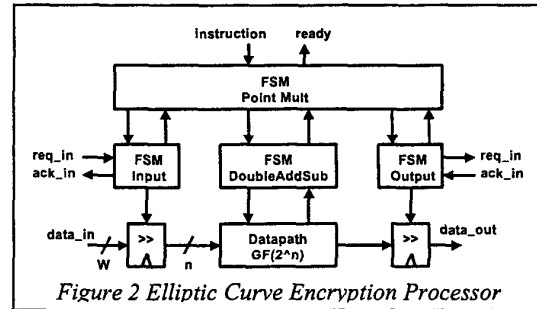 instruction ready
FSM
Point Mult
req_in
ack_in
FSM
Input
FSM
DoubleAddSub
FSM
Output
req_in
ack_in
data_in
W
>>
n
Datapath
GF(2^n)
>>
data_out
Figure 2 Elliptic Curve Encryption Processor